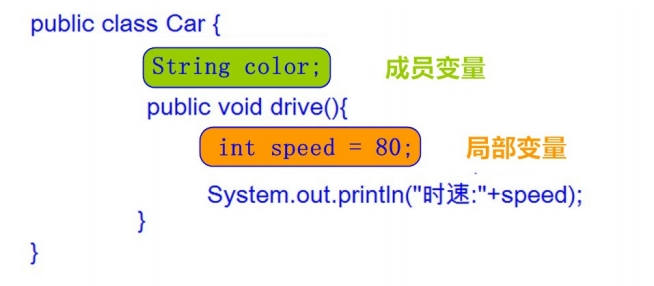 public class Car {
String color; 成员变量
public void drive(){
int speed = 80; 局部变量
System.out.println("时速:"+speed);
}
}